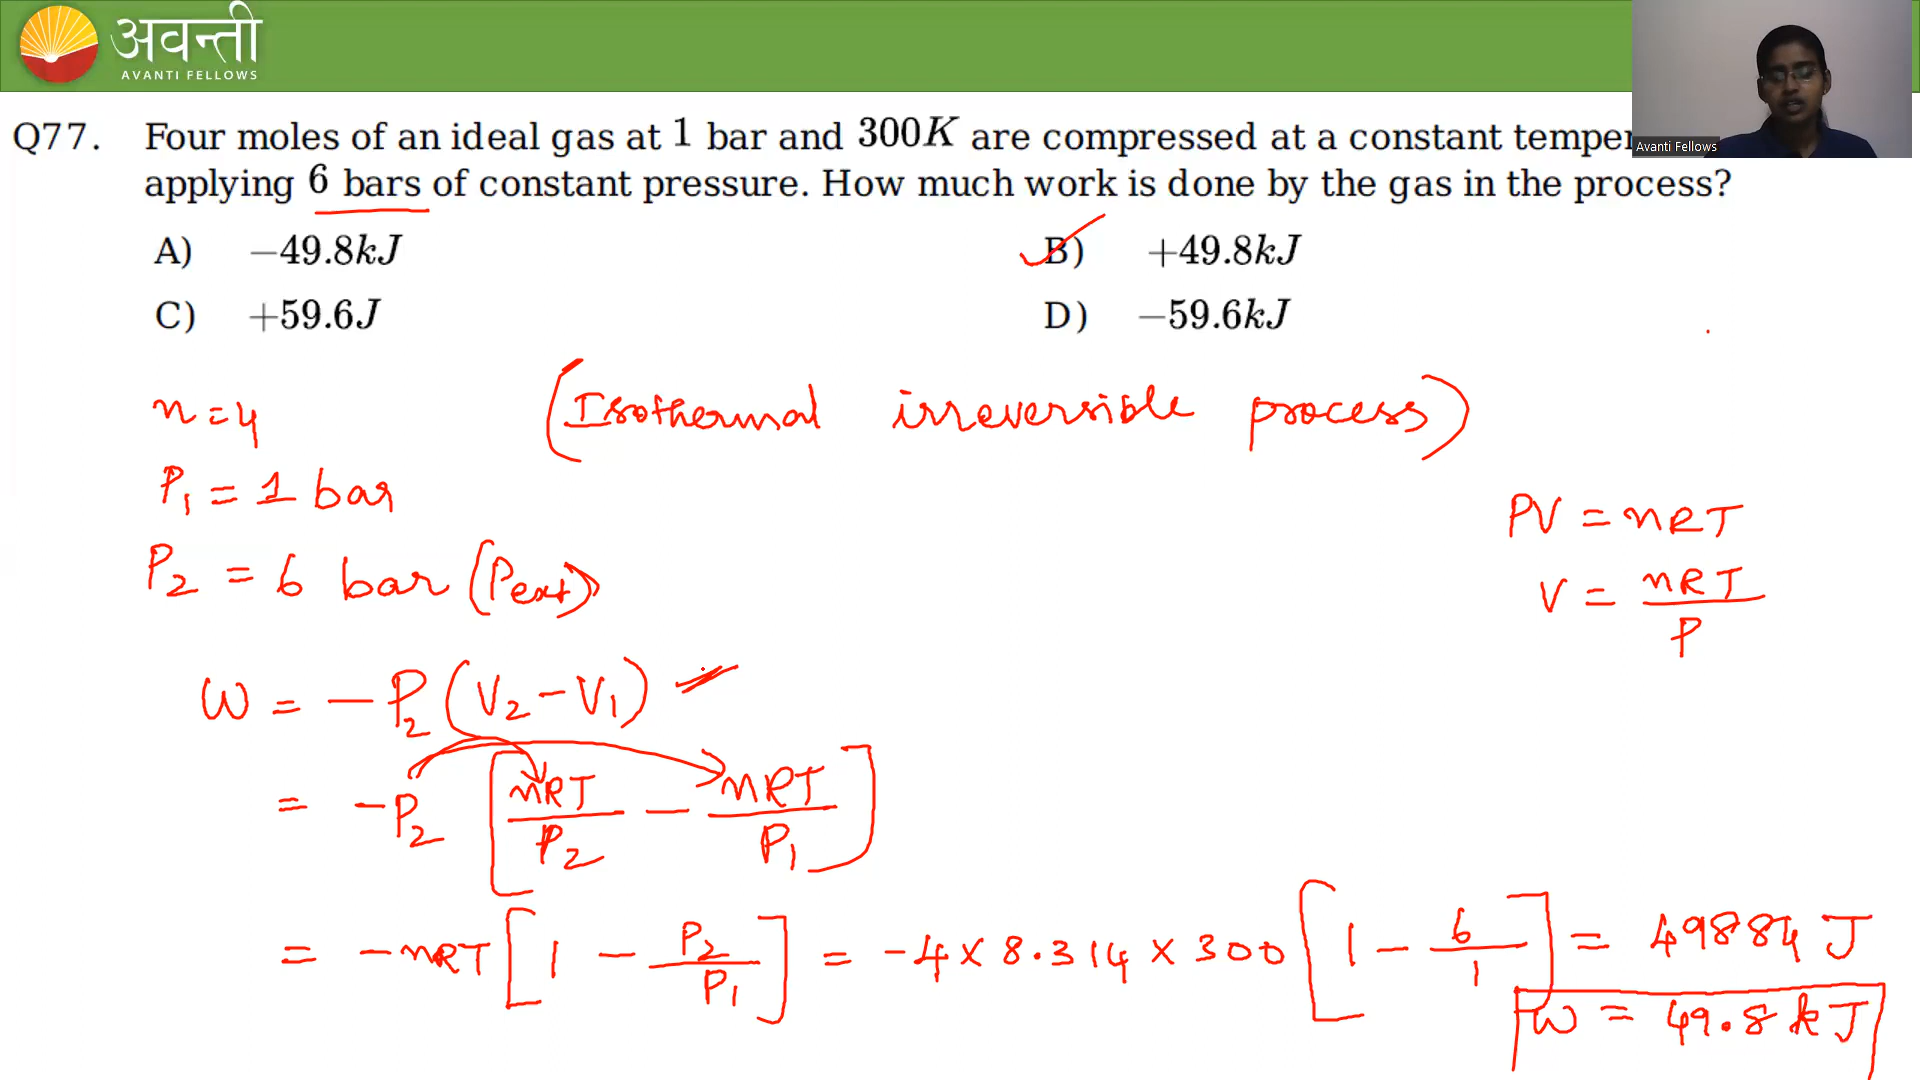 अवन्ती
AVANTI FELLOWS
Avanti Fellows
Q77. Four moles of an ideal gas at 1 bar and 300K are compressed at a constant temper
applying 6 bars of constant pressure. How much work is done by the gas in the process?
A) −49.8kJ B) +49.8kJ
C) +59.6J D) −59.6kJ
n=4 (Isothermal irreversible process)
P₁ = 1 bar
PV = nRT
P₂ = 6 bar (Pext)
V = nRT/P
W = −P₂(V₂−V₁)
= −P₂ [nRT/P₂ − nRT/P₁]
= −nRT [1 − P₂/P₁] = −4 × 8.314 × 300 [1 − 6/1] = 49884 J
W = 49.8 kJ